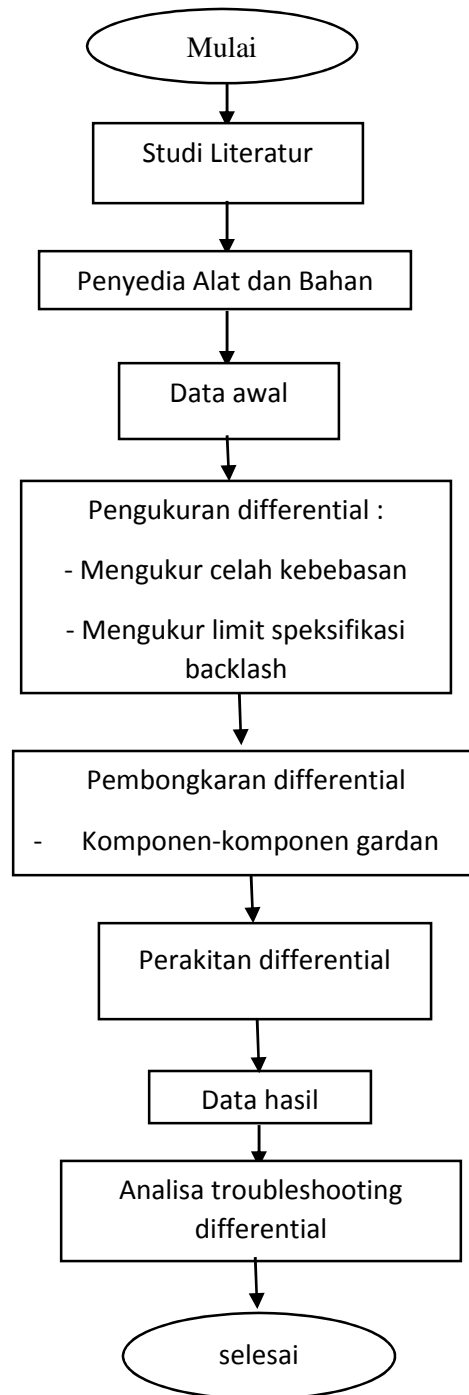 Mulai
Studi Literatur
Penyedia Alat dan Bahan
Data awal
Pengukuran differential :
- Mengukur celah kebebasan
- Mengukur limit speksifikasi
backlash
Pembongkaran differential
- Komponen-komponen gardan
Perakitan differential
Data hasil
Analisa troubleshooting
differential
selesai